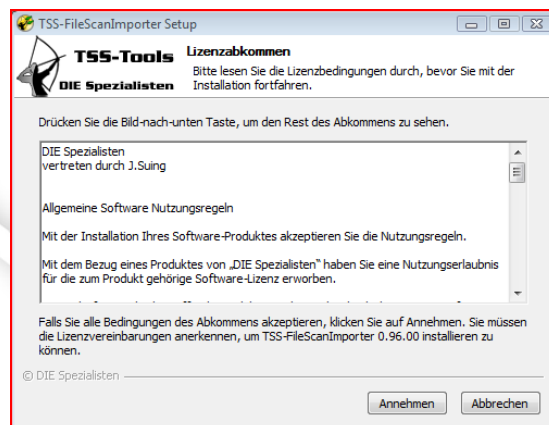 TSS-FileScanImporter Setup
TSS-Tools
DIE Spezialisten
Lizenzabkommen
Bitte lesen Sie die Lizenzbedingungen durch, bevor Sie mit der
Installation fortfahren.
Drücken Sie die Bild-nach-unten Taste, um den Rest des Abkommens zu sehen.
DIE Spezialisten
vertreten durch J.Suing
Allgemeine Software Nutzungsregeln
Mit der Installation Ihres Software-Produktes akzeptieren Sie die Nutzungsregeln.
Mit dem Bezug eines Produktes von „DIE Spezialisten“ haben Sie eine Nutzungserlaubnis
für die zum Produkt gehörige Software-Lizenz erworben.
Falls Sie alle Bedingungen des Abkommens akzeptieren, klicken Sie auf Annehmen. Sie müssen
die Lizenzvereinbarungen anerkennen, um TSS-FileScanImporter 0.96.00 installieren zu
können.
© DIE Spezialisten
Annehmen
Abbrechen